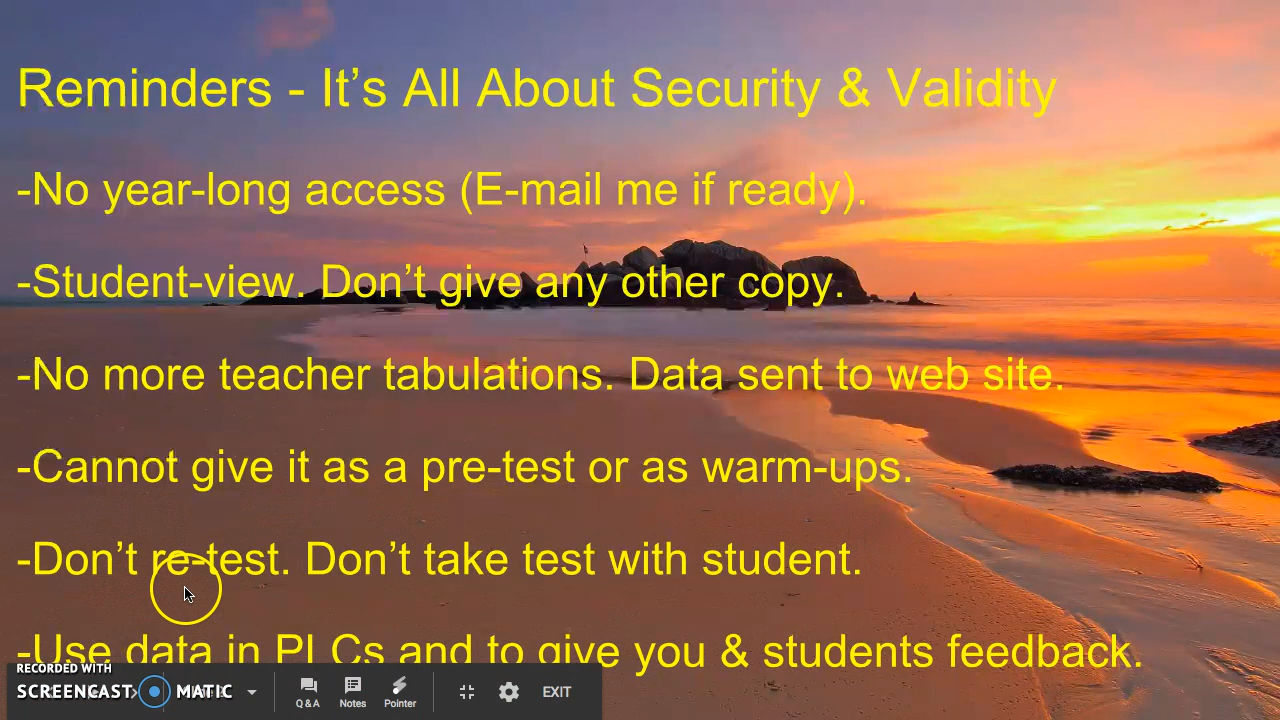 Reminders - It’s All About Security & Validity
-No year-long access (E-mail me if ready).
-Student-view. Don’t give any other copy.
-No more teacher tabulations. Data sent to web site.
-Cannot give it as a pre-test or as warm-ups.
-Don’t re-test. Don’t take test with student.
-Use data in PLCs and to give you & students feedback.
RECORDED WITH
SCREENCAST MATIC
Q & A Notes Pointer EXIT